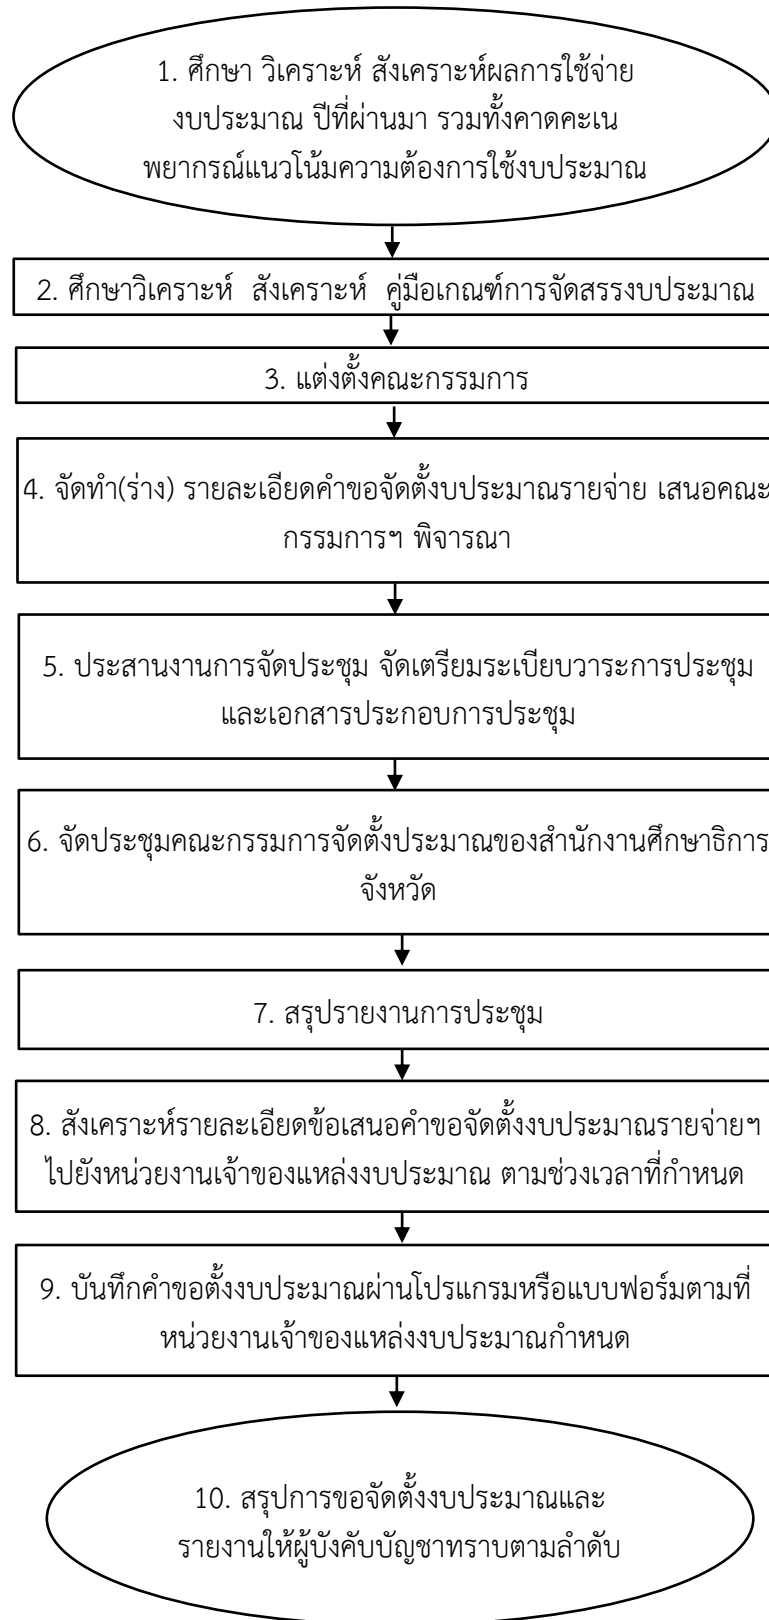 1. ศึกษา วิเคราะห์ สังเคราะห์ผลการใช้จ่าย
งบประมาณ ปีที่ผ่านมา รวมทั้งคาดคะเน
พยากรณ์แนวโน้มความต้องการใช้งบประมาณ
2. ศึกษาวิเคราะห์ สังเคราะห์ คู่มือเกณฑ์การจัดสรรงบประมาณ
3. แต่งตั้งคณะกรรมการ
4. จัดทำ(ร่าง) รายละเอียดคำขอจัดตั้งบประมาณรายจ่าย เสนอคณะ
กรรมการฯ พิจารณา
5. ประสานงานการจัดประชุม จัดเตรียมระเบียบวาระการประชุม
และเอกสารประกอบการประชุม
6. จัดประชุมคณะกรรมการจัดตั้งประมาณของสำนักงานศึกษาธิการ
จังหวัด
7. สรุปรายงานการประชุม
8. สังเคราะห์รายละเอียดข้อเสนอคำขอจัดตั้งงบประมาณรายจ่ายฯ
ไปยังหน่วยงานเจ้าของแหล่งงบประมาณ ตามช่วงเวลาที่กำหนด
9. บันทึกคำขอตั้งงบประมาณผ่านโปรแกรมหรือแบบฟอร์มตามที่
หน่วยงานเจ้าของแหล่งงบประมาณกำหนด
10. สรุปการขอจัดตั้งงบประมาณและ
รายงานให้ผู้บังคับบัญชาทราบตามลำดับ